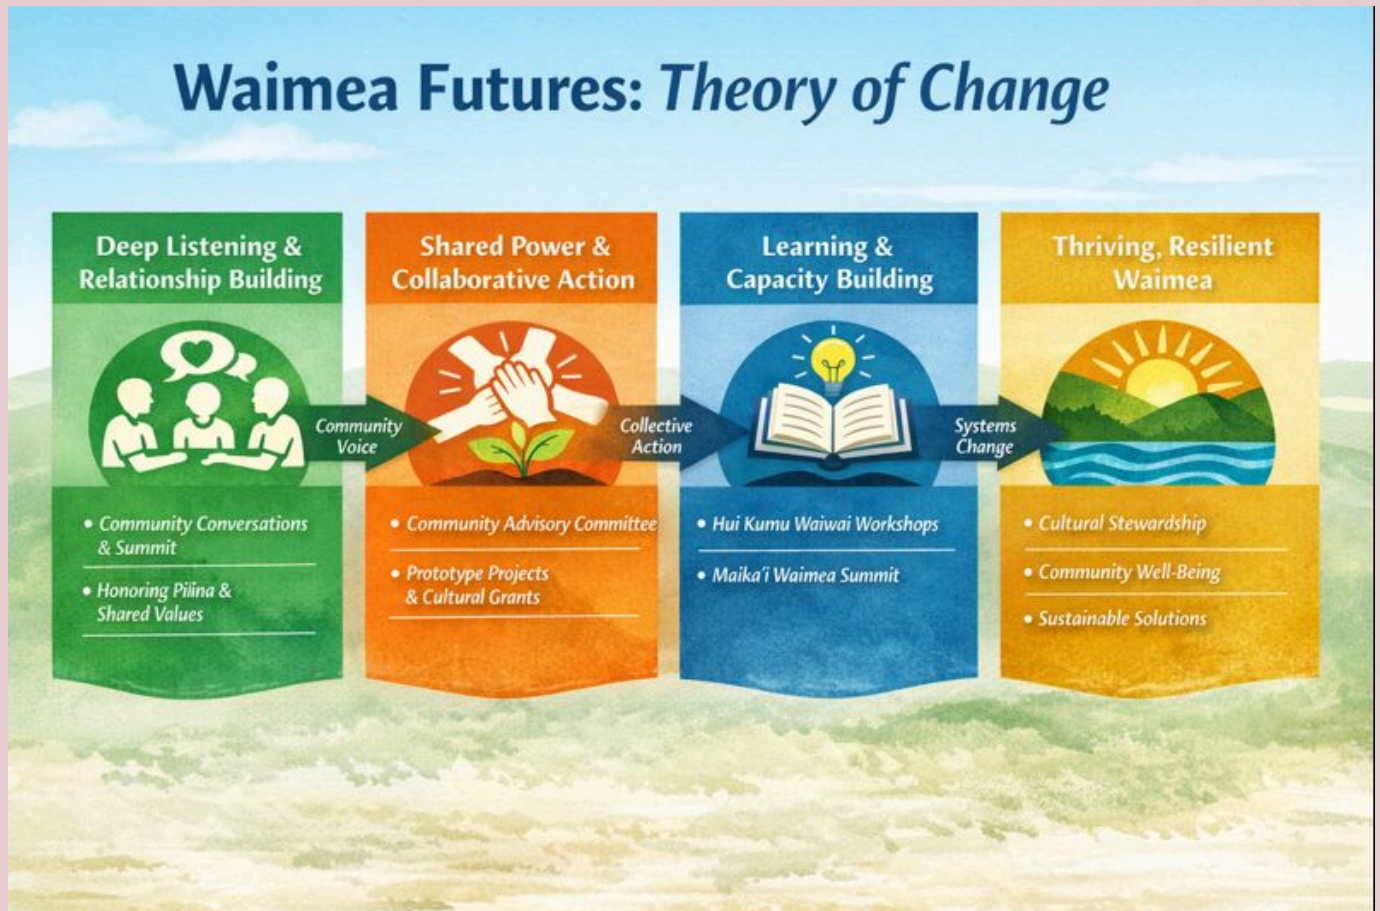 Waimea Futures: Theory of Change
Deep Listening &
Relationship Building
Community
Voice
• Community Conversations
& Summit
• Honoring Pilina &
Shared Values
Shared Power &
Collaborative Action
Collective
Action
• Community Advisory Committee
• Prototype Projects
& Cultural Grants
Learning &
Capacity Building
Systems
Change
• Hui Kumu Waiwai Workshops
• Maika‘i Waimea Summit
Thriving, Resilient
Waimea
• Cultural Stewardship
• Community Well-Being
• Sustainable Solutions